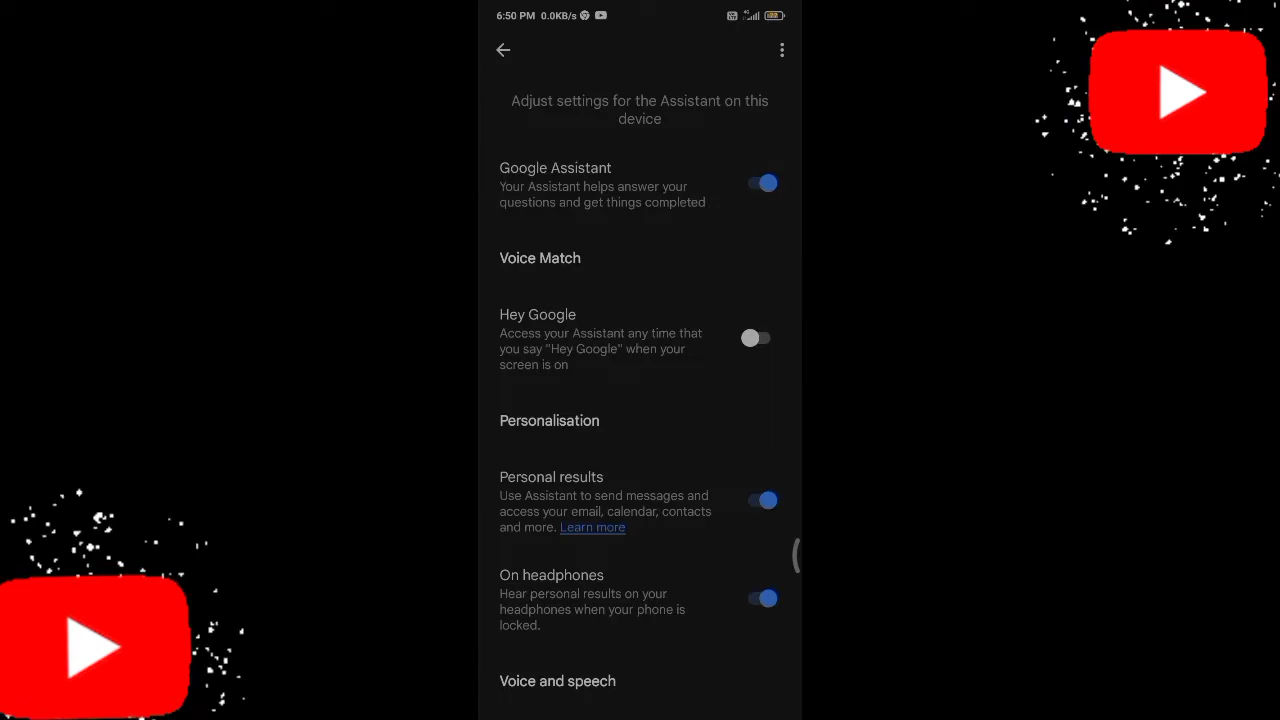 6:50 PM 0.0KB/s
Adjust settings for the Assistant on this
device
Google Assistant
Your Assistant helps answer your
questions and get things completed
Voice Match
Hey Google
Access your Assistant any time that
you say "Hey Google" when your
screen is on
Personalisation
Personal results
Use Assistant to send messages and
access your email, calendar, contacts
and more. Learn more
On headphones
Hear personal results on your
headphones when your phone is
locked.
Voice and speech